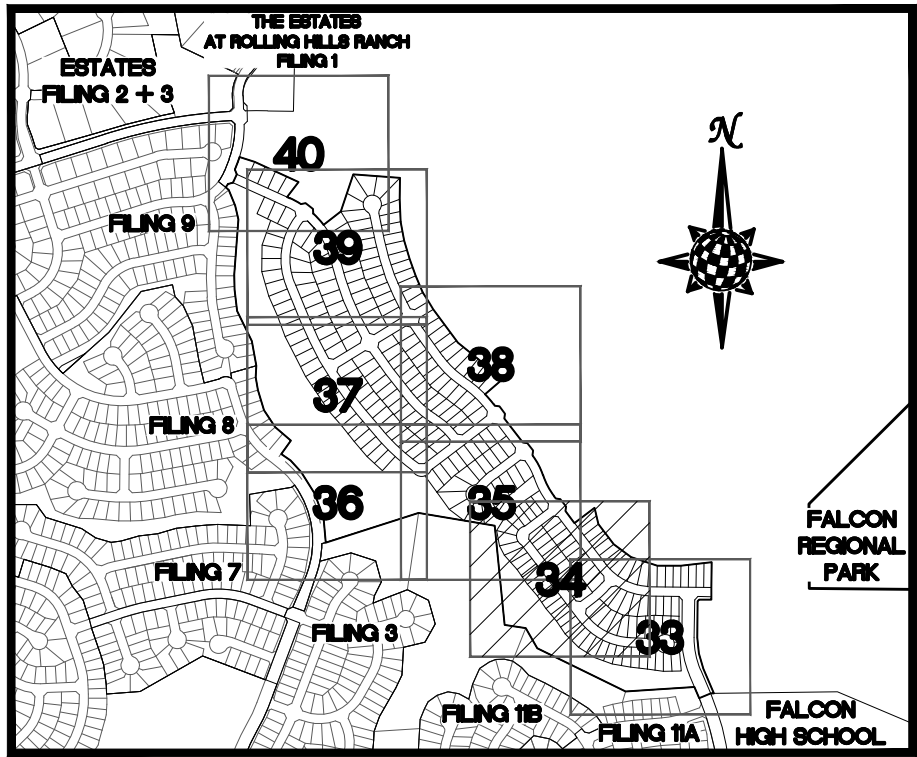 THE ESTATES
AT ROLLING HILLS RANCH
FILING 1
ESTATES
FILING 2 + 3
N
40
FILING 9
39
38
37
FILING 8
36
35
FALCON
REGIONAL
PARK
FILING 7
34
FILING 3
33
FILING 11B
FILING 11A
FALCON
HIGH SCHOOL